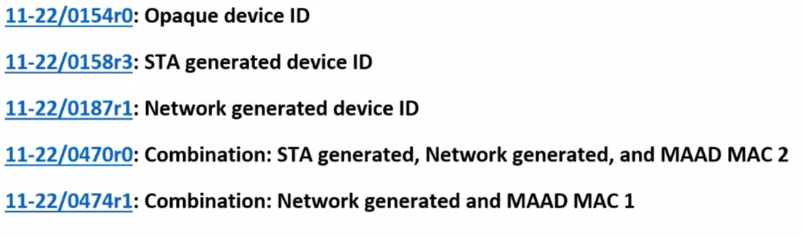 11-22/0154r0: Opaque device ID
11-22/0158r3: STA generated device ID
11-22/0187r1: Network generated device ID
11-22/0470r0: Combination: STA generated, Network generated, and MAAD MAC 2
11-22/0474r1: Combination: Network generated and MAAD MAC 1